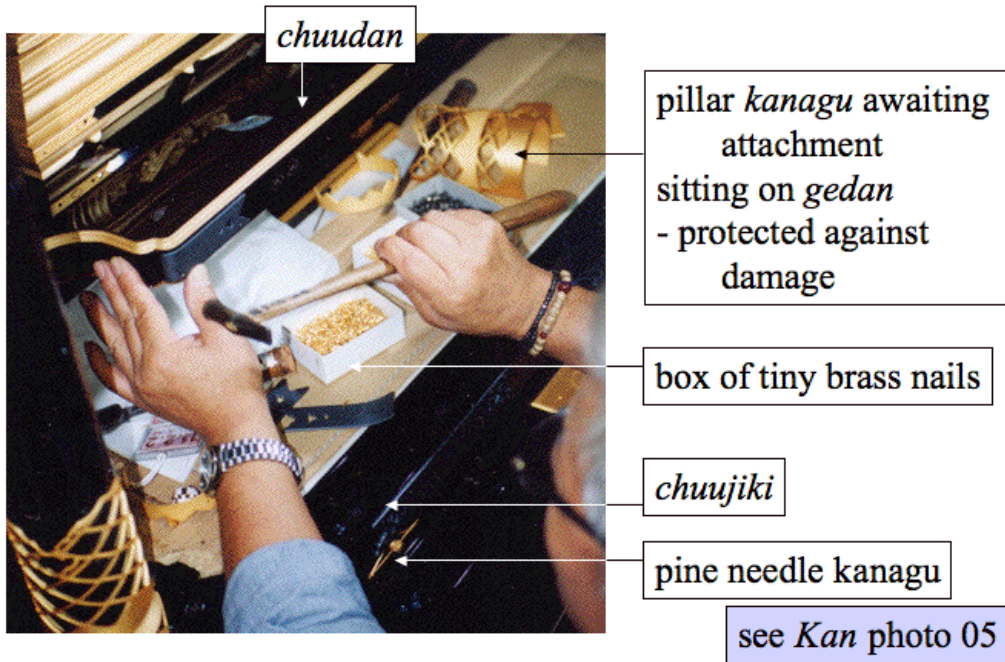 chuudan
pillar kanagu awaiting
attachment
sitting on gedan
- protected against
damage
box of tiny brass nails
chuujiki
pine needle kanagu
see Kan photo 05